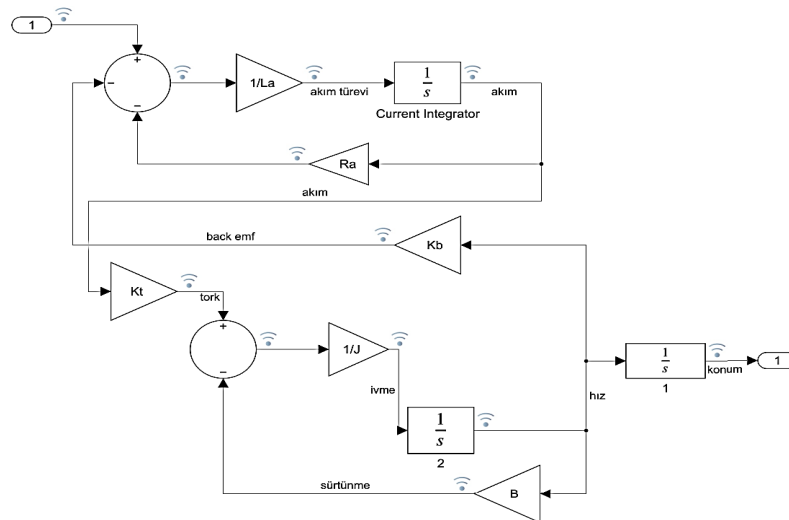 1
+
−
−
1/La
akım türevi
1
s
Current Integrator
akım
Ra
akım
back emf
Kb
Kt
tork
+
−
1/J
ivme
1
s
2
hız
1
s
1
konum
1
sürtünme
B